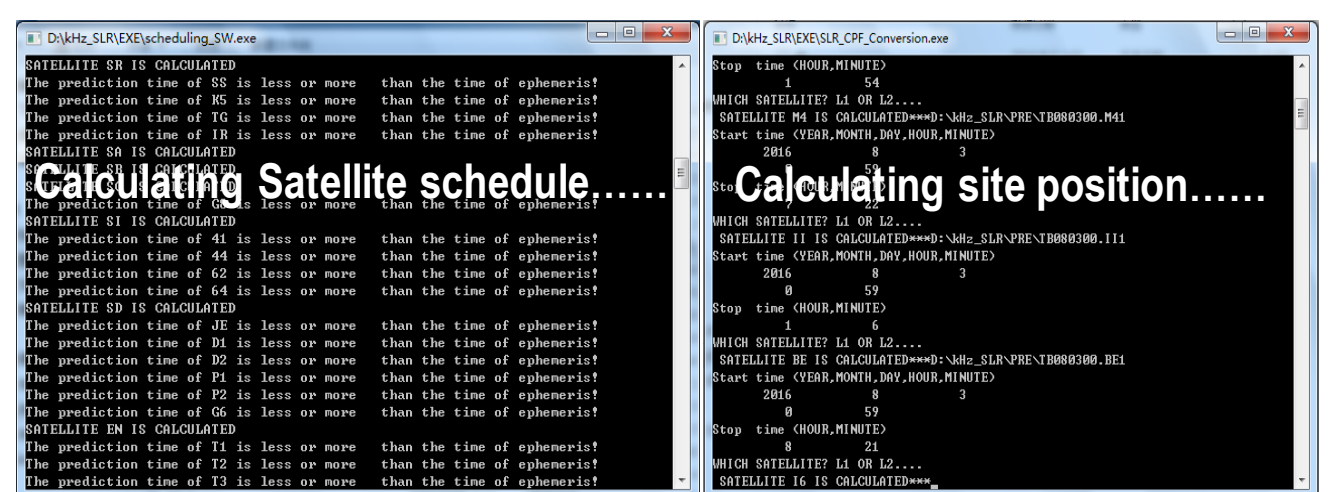 D:\kHz_SLR\EXE\scheduling_SW.exe
SATELLITE SR IS CALCULATED
The prediction time of SS is less or more than the time of ephemeris!
The prediction time of K5 is less or more than the time of ephemeris!
The prediction time of TG is less or more than the time of ephemeris!
The prediction time of IR is less or more than the time of ephemeris!
SATELLITE SA IS CALCULATED
SATELLITE SB IS CALCULATED
Calculating Satellite schedule......
The prediction time of is less or more than the time of ephemeris!
SATELLITE SI IS CALCULATED
The prediction time of 41 is less or more than the time of ephemeris!
The prediction time of 44 is less or more than the time of ephemeris!
The prediction time of 62 is less or more than the time of ephemeris!
The prediction time of 64 is less or more than the time of ephemeris!
SATELLITE SD IS CALCULATED
The prediction time of JE is less or more than the time of ephemeris!
The prediction time of D1 is less or more than the time of ephemeris!
The prediction time of D2 is less or more than the time of ephemeris!
The prediction time of P1 is less or more than the time of ephemeris!
The prediction time of P2 is less or more than the time of ephemeris!
The prediction time of G6 is less or more than the time of ephemeris!
SATELLITE EN IS CALCULATED
The prediction time of T1 is less or more than the time of ephemeris!
The prediction time of T2 is less or more than the time of ephemeris!
The prediction time of T3 is less or more than the time of ephemeris!
D:\kHz_SLR\EXE\SLR_CPF_Conversion.exe
Stop time (HOUR,MINUTE)
1 54
WHICH SATELLITE? L1 OR L2....
SATELLITE M4 IS CALCULATED***D:\kHz_SLR\PRE\TB080300.M41
Start time (YEAR,MONTH,DAY,HOUR,MINUTE)
2016 8 3
59
Calculating site position......
22
WHICH SATELLITE? L1 OR L2....
SATELLITE II IS CALCULATED***D:\kHz_SLR\PRE\TB080300.II1
Start time (YEAR,MONTH,DAY,HOUR,MINUTE)
2016 8 3
0 59
Stop time (HOUR,MINUTE)
1 6
WHICH SATELLITE? L1 OR L2....
SATELLITE BE IS CALCULATED***D:\kHz_SLR\PRE\TB080300.BE1
Start time (YEAR,MONTH,DAY,HOUR,MINUTE)
2016 8 3
0 59
Stop time (HOUR,MINUTE)
8 21
WHICH SATELLITE? L1 OR L2....
SATELLITE I6 IS CALCULATED***_